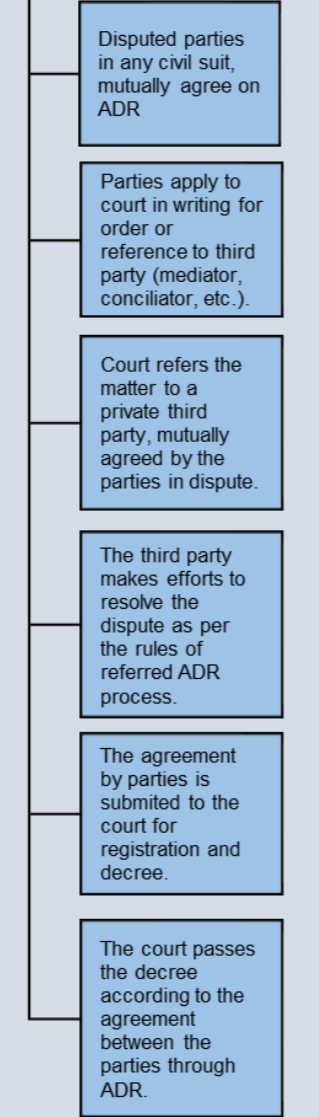 Disputed parties
in any civil suit,
mutually agree on
ADR
Parties apply to
court in writing for
order or
reference to third
party (mediator,
conciliator, etc.).
Court refers the
matter to a
private third
party, mutually
agreed by the
parties in dispute.
The third party
makes efforts to
resolve the
dispute as per
the rules of
referred ADR
process.
The agreement
by parties is
submited to the
court for
registration and
decree.
The court passes
the decree
according to the
agreement
between the
parties through
ADR.